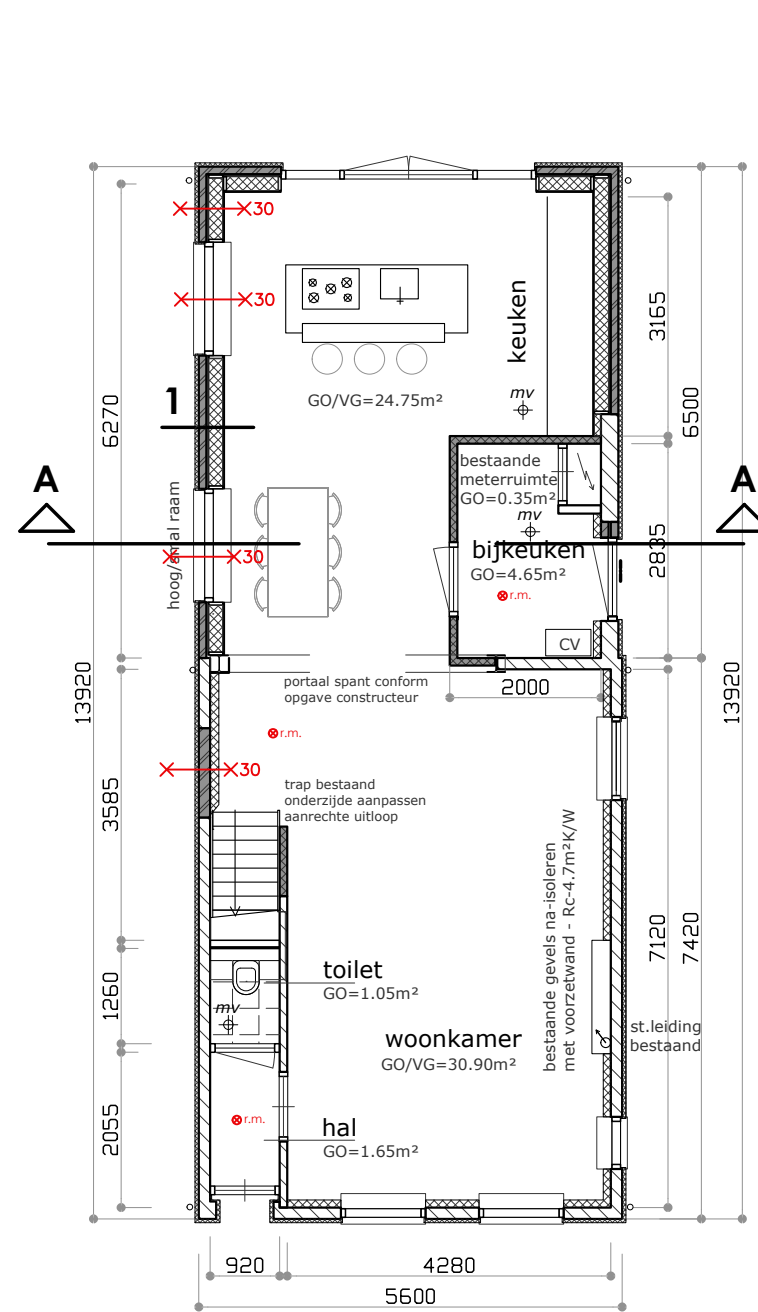 30
30
keuken
3165
GO/VG=24.75m²
mv
1
6270
6500
A
A
bestaande
meterruimte
GO=0.35m²
mv
hoog/smal raam
bijkeuken
GO=4.65m²
2835
30
r.m.
CV
2000
portaal spant conform
opgave constructeur
13920
13920
r.m.
30
trap bestaand
onderzijde aanpassen
aanrechte uitloop
3585
bestaande gevels na-isoleren
met voorzetwand - Rc-4.7m²K/W
7120
7420
toilet
GO=1.05m²
1260
mv
woonkamer
GO/VG=30.90m²
st.leiding
bestaand
r.m.
hal
GO=1.65m²
2055
920
4280
5600